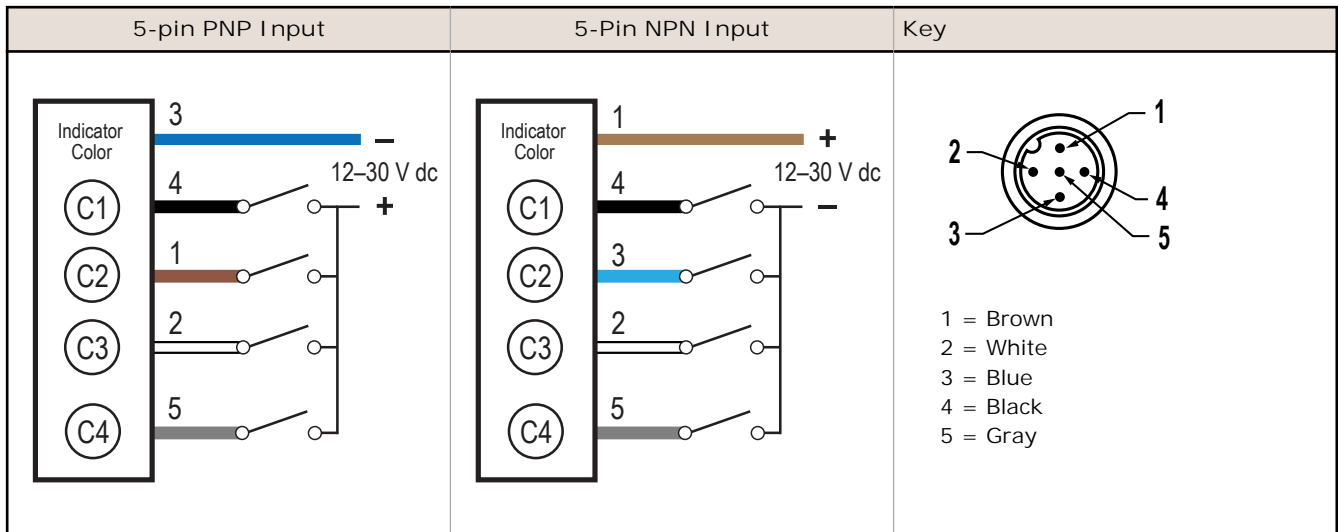 5-pin PNP Input
5-Pin NPN Input
Key
Indicator
Color
3
–
12–30 V dc
4
+
C1
1
C2
2
C3
5
C4
Indicator
Color
1
+
12–30 V dc
4
–
C1
3
C2
2
C3
5
C4
1
2
4
3
5
1 = Brown
2 = White
3 = Blue
4 = Black
5 = Gray